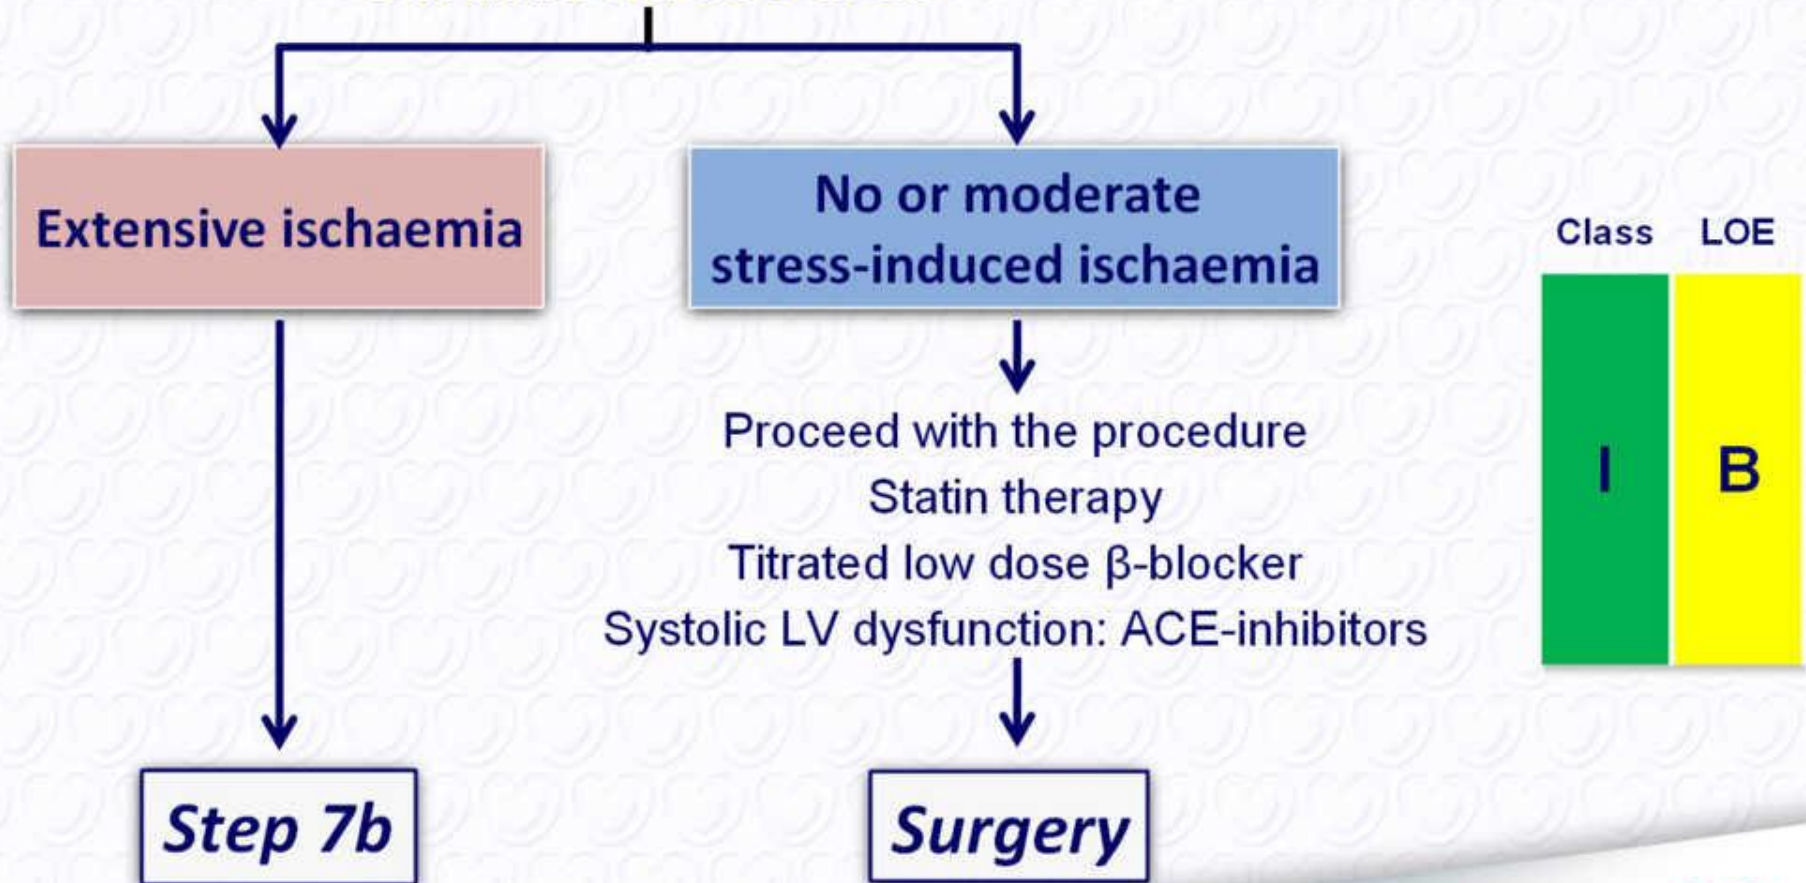 Extensive ischaemia
No or moderate
stress-induced ischaemia
Class LOE
Proceed with the procedure
Statin therapy
Titrated low dose β-blocker
Systolic LV dysfunction: ACE-inhibitors
I B
Step 7b
Surgery